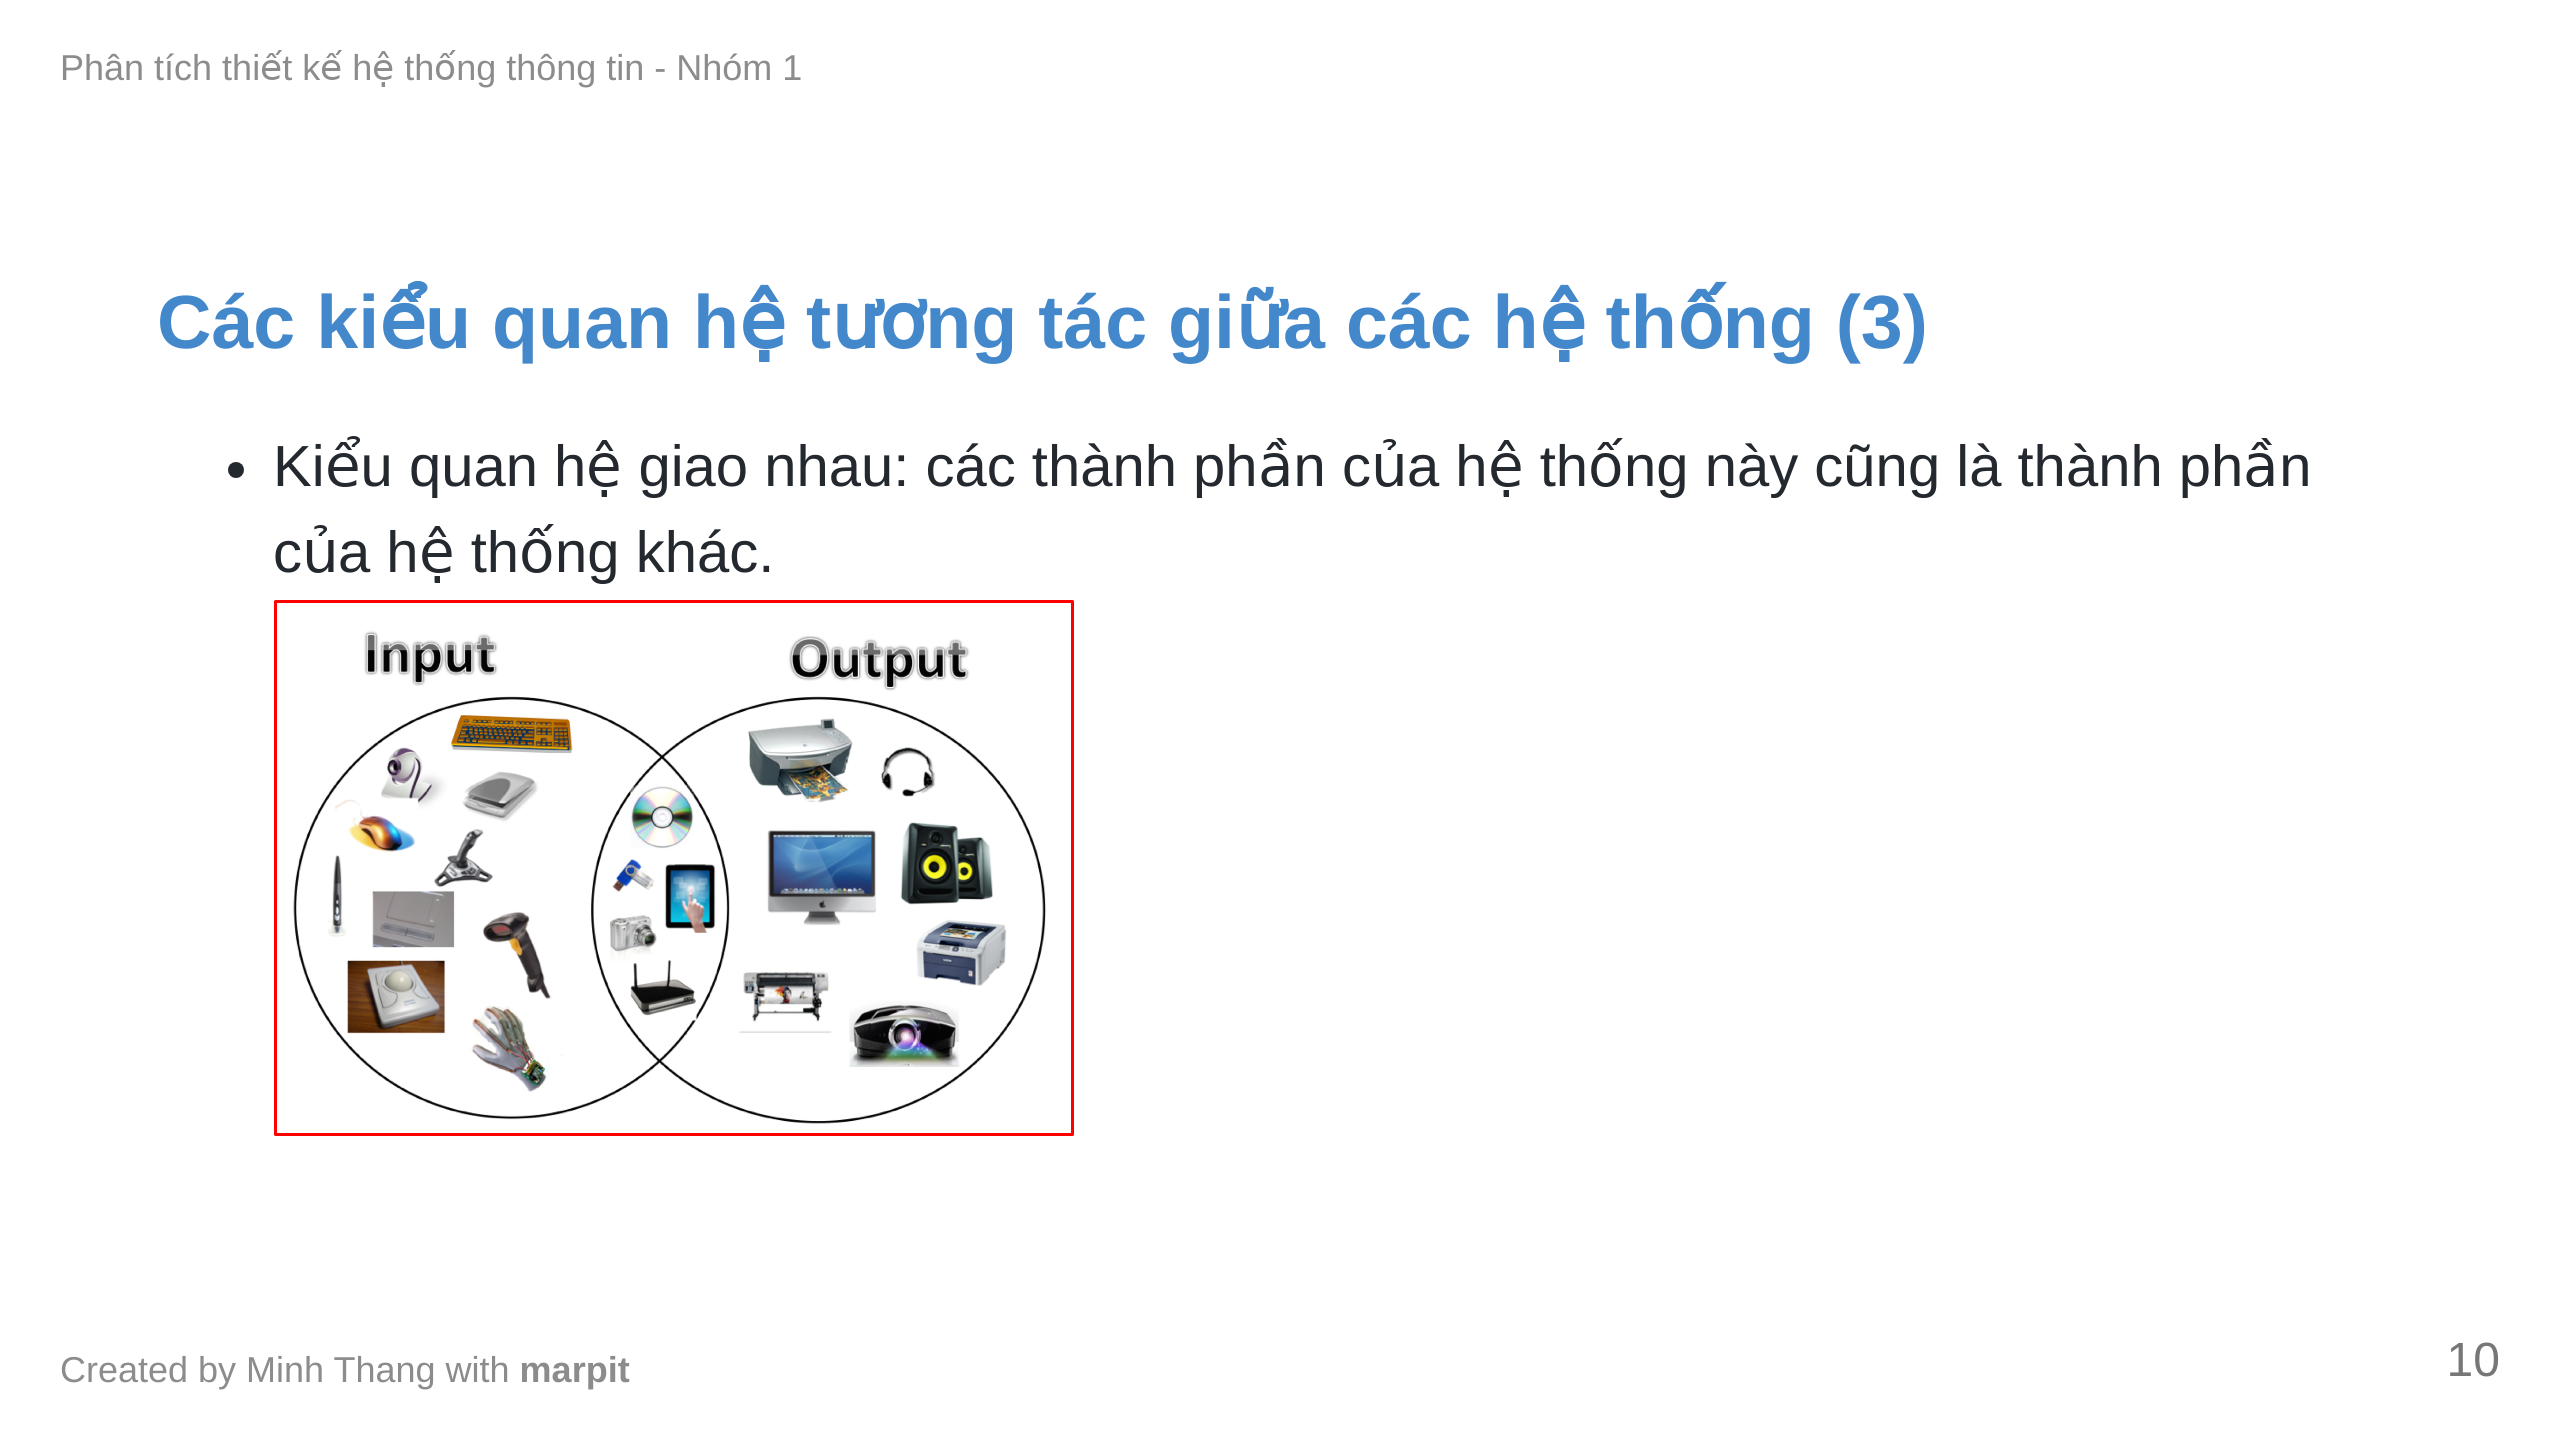 Phân tích thiết kế hệ thống thông tin - Nhóm 1
Các kiểu quan hệ tương tác giữa các hệ thống (3)
Kiểu quan hệ giao nhau: các thành phần của hệ thống này cũng là thành phần
của hệ thống khác.
Input
Output
Created by Minh Thang with marpit
10